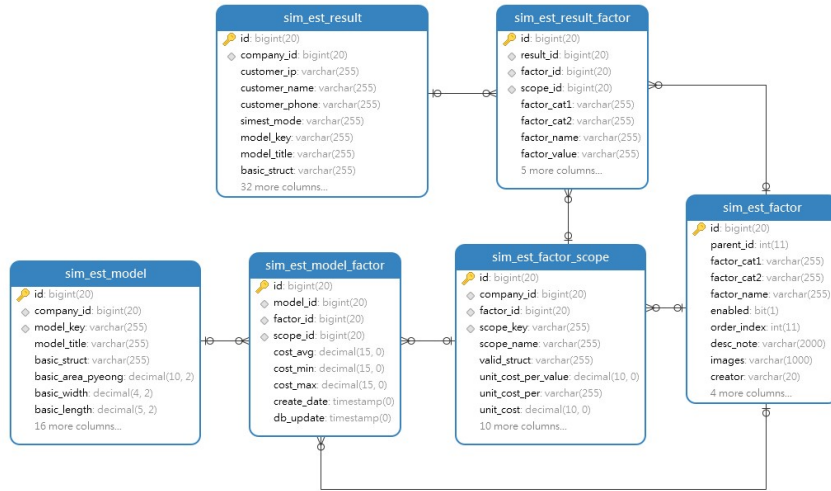 sim_est_result
id: bigint(20)
company_id: bigint(20)
customer_ip: varchar(255)
customer_name: varchar(255)
customer_phone: varchar(255)
simest_mode: varchar(255)
model_key: varchar(255)
model_title: varchar(255)
basic_struct: varchar(255)
32 more columns...
sim_est_result_factor
id: bigint(20)
result_id: bigint(20)
factor_id: bigint(20)
scope_id: bigint(20)
factor_cat1: varchar(255)
factor_cat2: varchar(255)
factor_name: varchar(255)
factor_value: varchar(255)
5 more columns...
sim_est_factor
id: bigint(20)
parent_id: int(11)
factor_cat1: varchar(255)
factor_cat2: varchar(255)
factor_name: varchar(255)
enabled: bit(1)
order_index: int(11)
desc_note: varchar(2000)
images: varchar(1000)
creator: varchar(20)
4 more columns...
sim_est_model
id: bigint(20)
company_id: bigint(20)
model_key: varchar(255)
model_title: varchar(255)
basic_struct: varchar(255)
basic_area_pyeong: decimal(10, 2)
basic_width: decimal(4, 2)
basic_length: decimal(5, 2)
16 more columns...
sim_est_model_factor
id: bigint(20)
model_id: bigint(20)
factor_id: bigint(20)
scope_id: bigint(20)
cost_avg: decimal(15, 0)
cost_min: decimal(15, 0)
cost_max: decimal(15, 0)
create_date: timestamp(0)
db_update: timestamp(0)
sim_est_factor_scope
id: bigint(20)
company_id: bigint(20)
factor_id: bigint(20)
scope_key: varchar(255)
scope_name: varchar(255)
valid_struct: varchar(255)
unit_cost_per_value: decimal(10, 0)
unit_cost_per: varchar(255)
unit_cost: decimal(10, 0)
10 more columns...